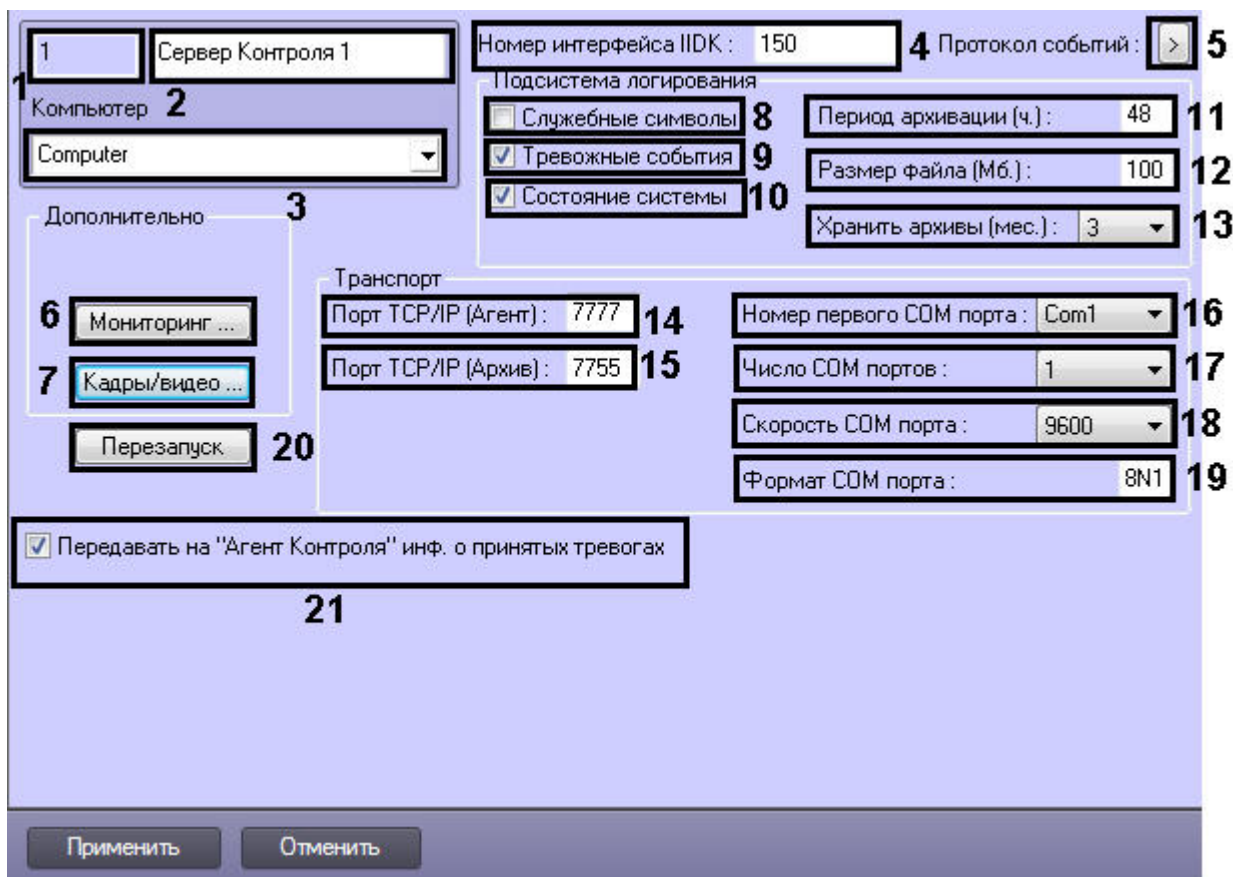 1 Сервер Контроля 1
1
Компьютер 2
Computer
3
Номер интерфейса IIDK : 150 4 Протокол событий : > 5
Подсистема логирования
Служебные символы 8
Тревожные события 9
Состояние системы 10
Период архивации (ч.) : 48 11
Размер файла (Мб.) : 100 12
Хранить архивы (мес.) : 3 13
Дополнительно
6 Мониторинг ...
7 Кадры/видео ...
Перезапуск 20
Транспорт
Порт TCP/IP (Агент) : 7777 14
Порт TCP/IP (Архив) : 7755 15
Номер первого COM порта : Com1 16
Число COM портов : 1 17
Скорость COM порта : 9600 18
Формат COM порта : 8N1 19
Передавать на "Агент Контроля" инф. о принятых тревогах
21
Применить Отменить